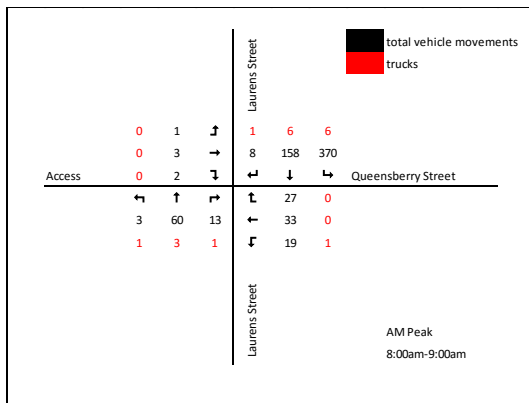 total vehicle movements
trucks
Laurens Street
0 1 1 6 6
0 3 8 158 370
Access 0 2 Queensberry Street
27 0
3 60 13 33 0
1 3 1 19 1
Laurens Street
AM Peak
8:00am-9:00am